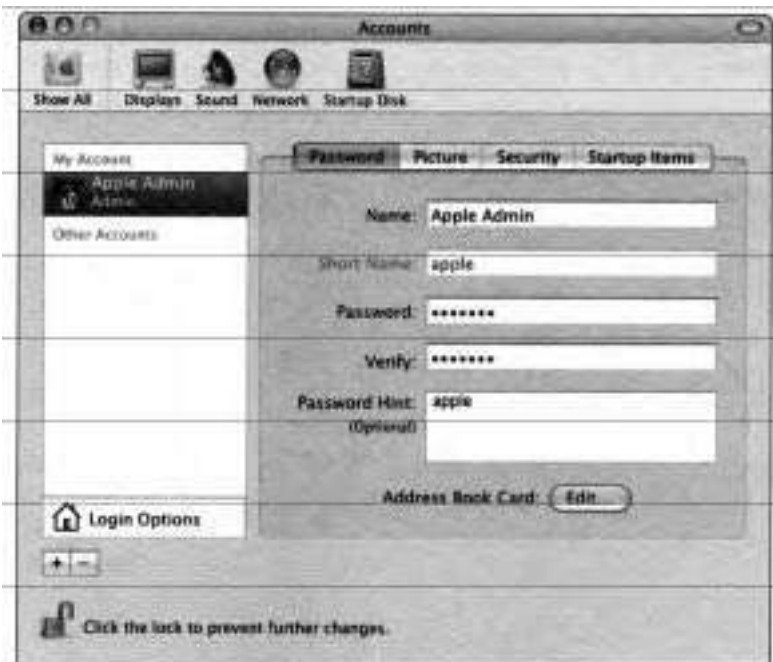 Accounts
Show All Displays Sound Network Startup Disk
My Account
Apple Admin
Admin
Other Accounts
Login Options
Password Picture Security Startup Items
Name: Apple Admin
Short Name: apple
Password: •••••••
Verify: •••••••
Password Hint: apple
(Optional)
Address Book Card: Edit...
+ −
Click the lock to prevent further changes.